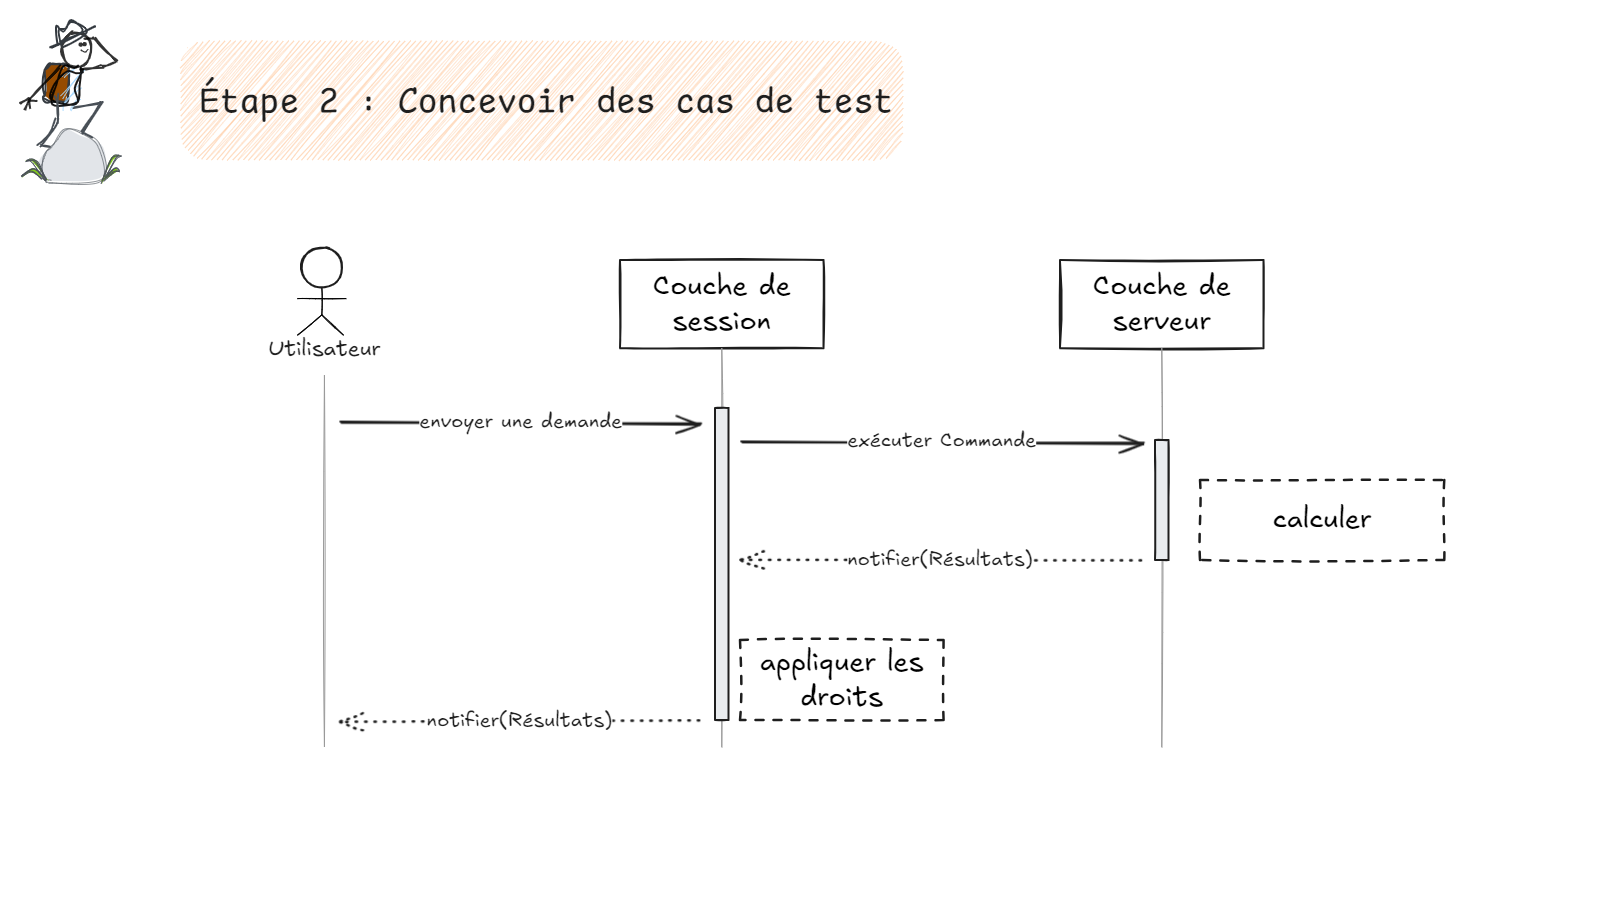 Étape 2 : Concevoir des cas de test
Utilisateur
Couche de
session
Couche de
serveur
envoyer une demande
exécuter Commande
calculer
notifier(Résultats)
appliquer les
droits
notifier(Résultats)